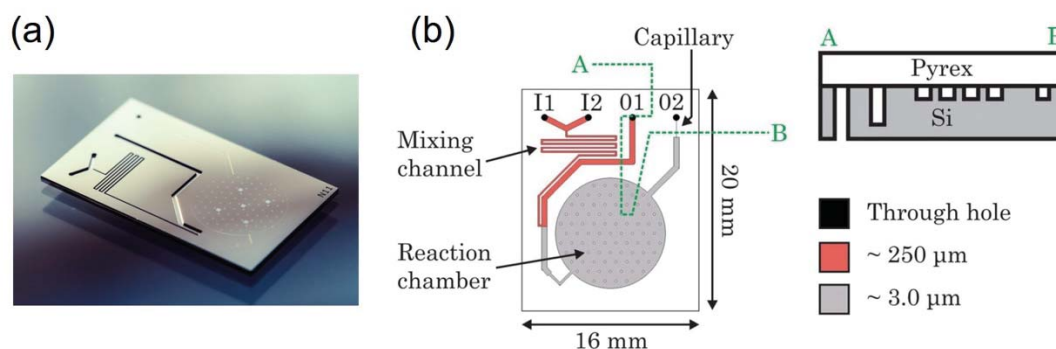 (a)
(b)
N11
Capillary
A
I1 I2 01 02
Mixing
channel
B
Reaction
chamber
20 mm
16 mm
A B
Pyrex
Si
Through hole
~ 250 µm
~ 3.0 µm